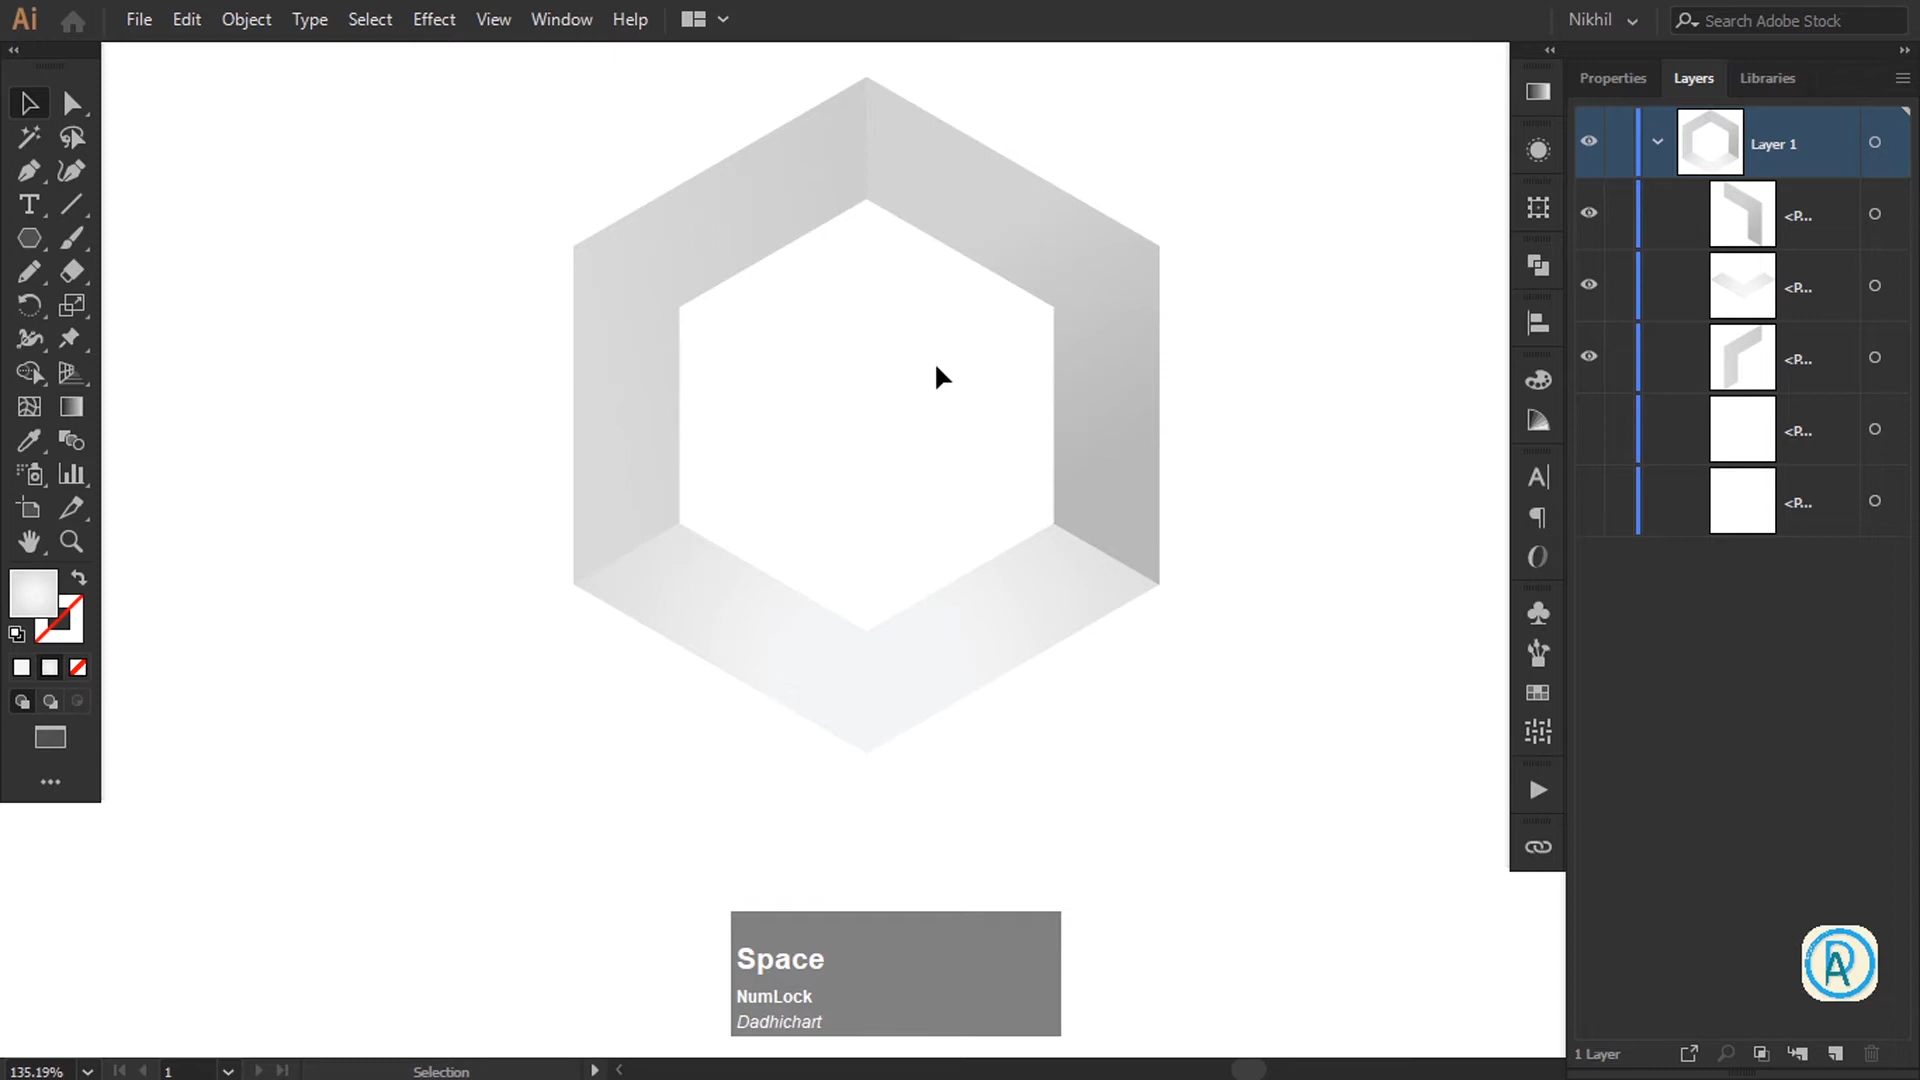 Ai File Edit Object Type Select Effect View Window Help Nikhil Search Adobe Stock
Properties Layers Libraries
Layer 1
<P...
<P...
<P...
<P...
<P...
Space
NumLock
Dadhichart
135.19% 1 Selection
1 Layer